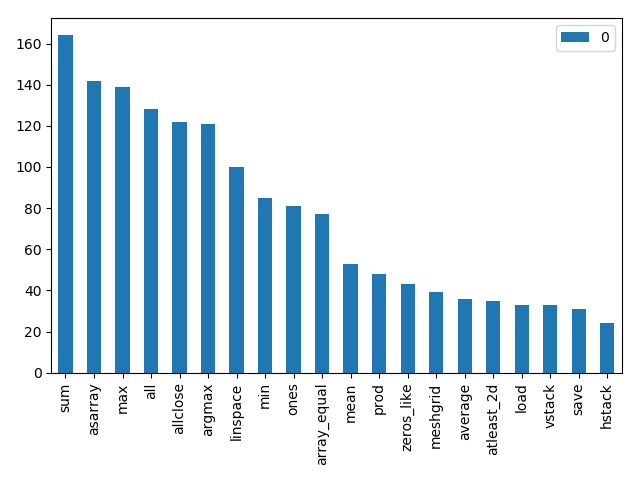 0
160
140
120
100
80
60
40
20
0
sum
asarray
max
all
allclose
argmax
linspace
min
ones
array_equal
mean
prod
zeros_like
meshgrid
average
atleast_2d
load
vstack
save
hstack